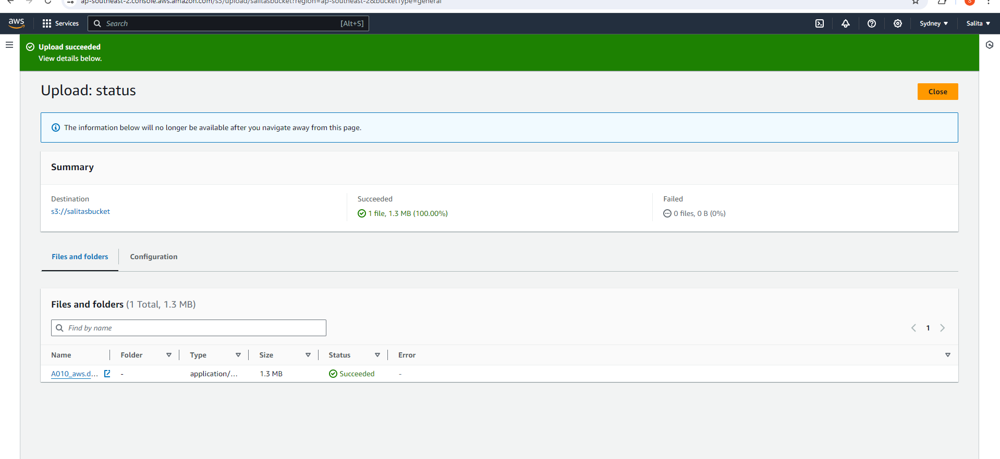 ap-southeast-2.console.aws.amazon.com/s3/upload/salitasbucket?region=ap-southeast-2&bucketType=general
S
aws
Services
Search
[Alt+S]
Sydney
Salita
Upload succeeded
View details below.
Upload: status
Close
The information below will no longer be available after you navigate away from this page.
Summary
Destination
s3://salitasbucket
Succeeded
1 file, 1.3 MB (100.00%)
Failed
0 files, 0 B (0%)
Files and folders
Configuration
Files and folders (1 Total, 1.3 MB)
Find by name
1
Name Folder Type Size Status Error
A010_aws.d... - application/... 1.3 MB Succeeded -